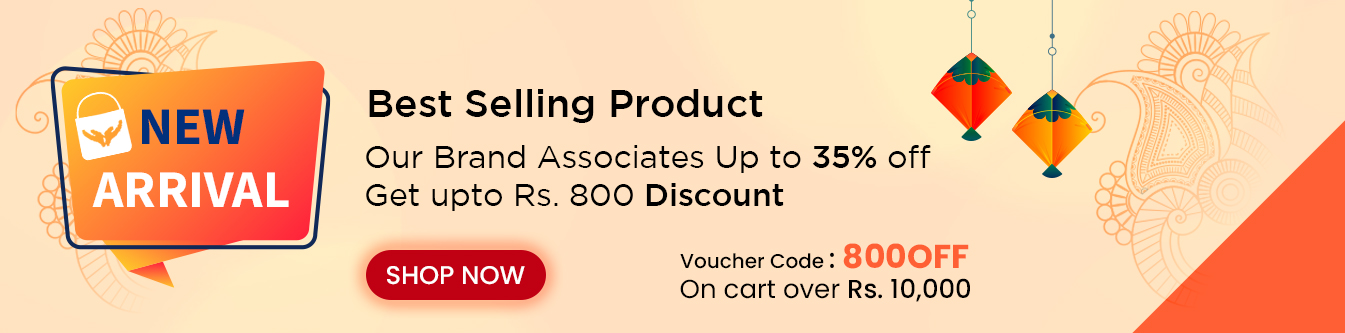 NEW
ARRIVAL
Best Selling Product
Our Brand Associates Up to 35% off
Get upto Rs. 800 Discount
SHOP NOW
Voucher Code : 800OFF
On cart over Rs. 10,000